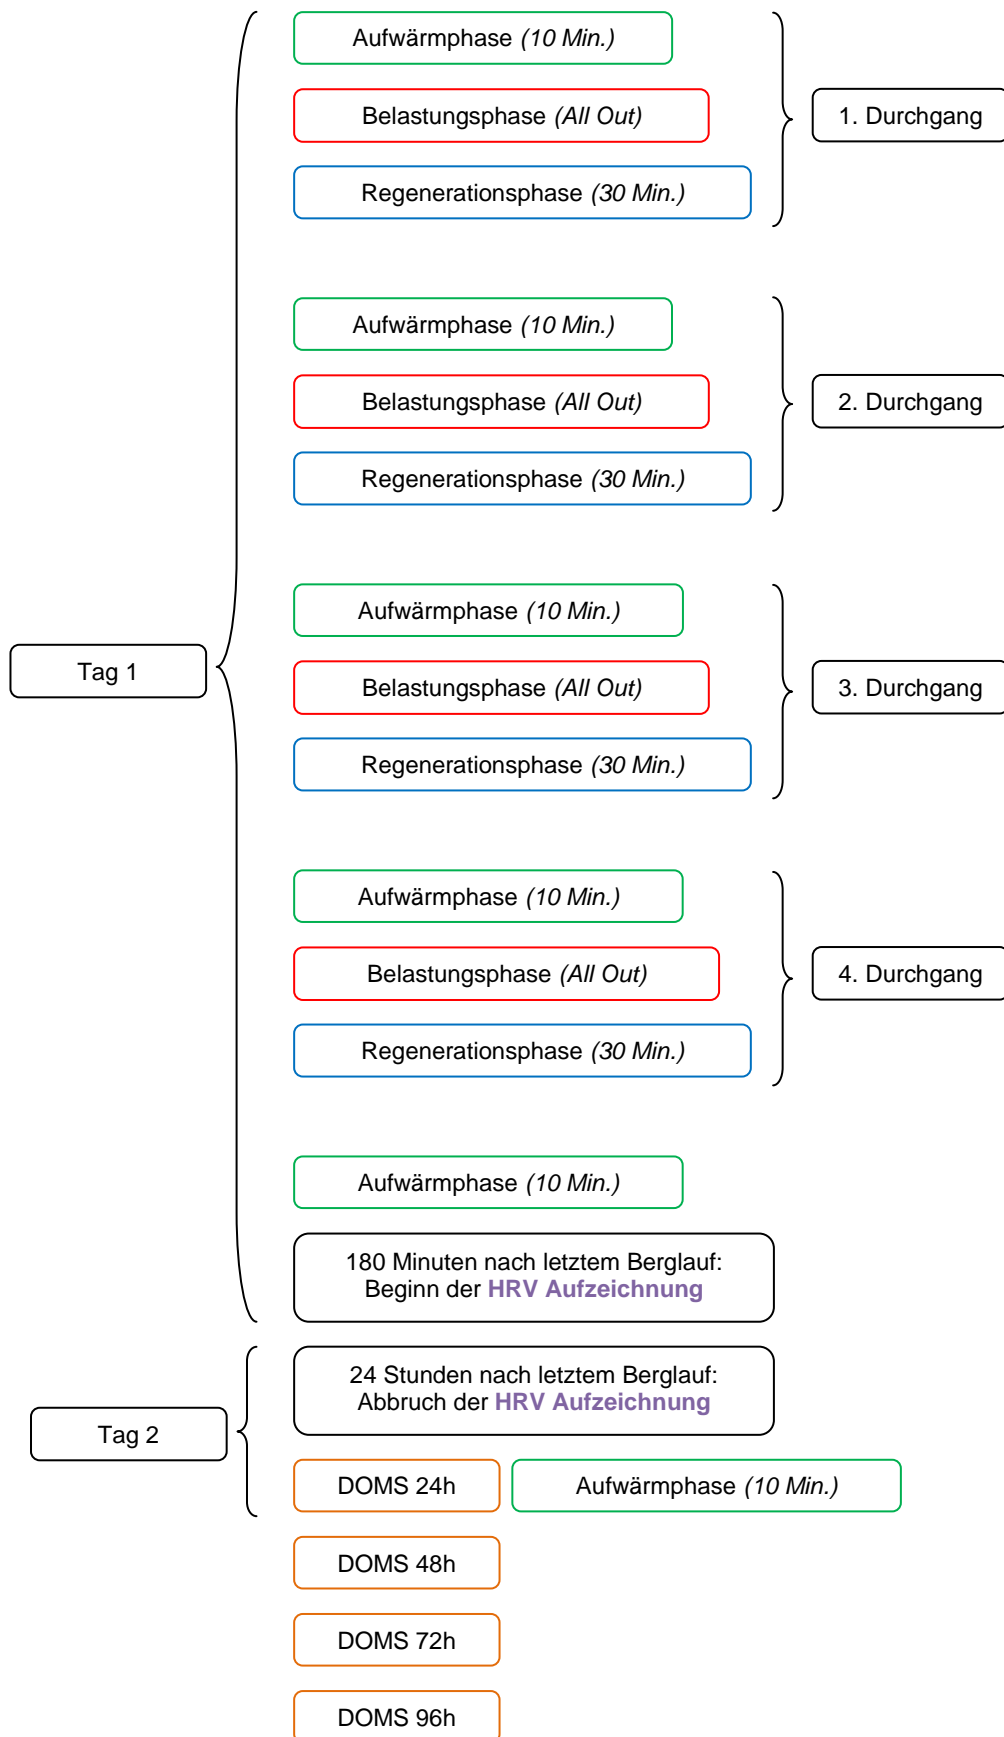 Aufwärmphase (10 Min.)
Belastungsphase (All Out)
1. Durchgang
Regenerationsphase (30 Min.)
Aufwärmphase (10 Min.)
Belastungsphase (All Out)
2. Durchgang
Regenerationsphase (30 Min.)
Aufwärmphase (10 Min.)
Tag 1
Belastungsphase (All Out)
3. Durchgang
Regenerationsphase (30 Min.)
Aufwärmphase (10 Min.)
Belastungsphase (All Out)
4. Durchgang
Regenerationsphase (30 Min.)
Aufwärmphase (10 Min.)
180 Minuten nach letztem Berglauf:
Beginn der HRV Aufzeichnung
24 Stunden nach letztem Berglauf:
Abbruch der HRV Aufzeichnung
Tag 2
DOMS 24h
Aufwärmphase (10 Min.)
DOMS 48h
DOMS 72h
DOMS 96h